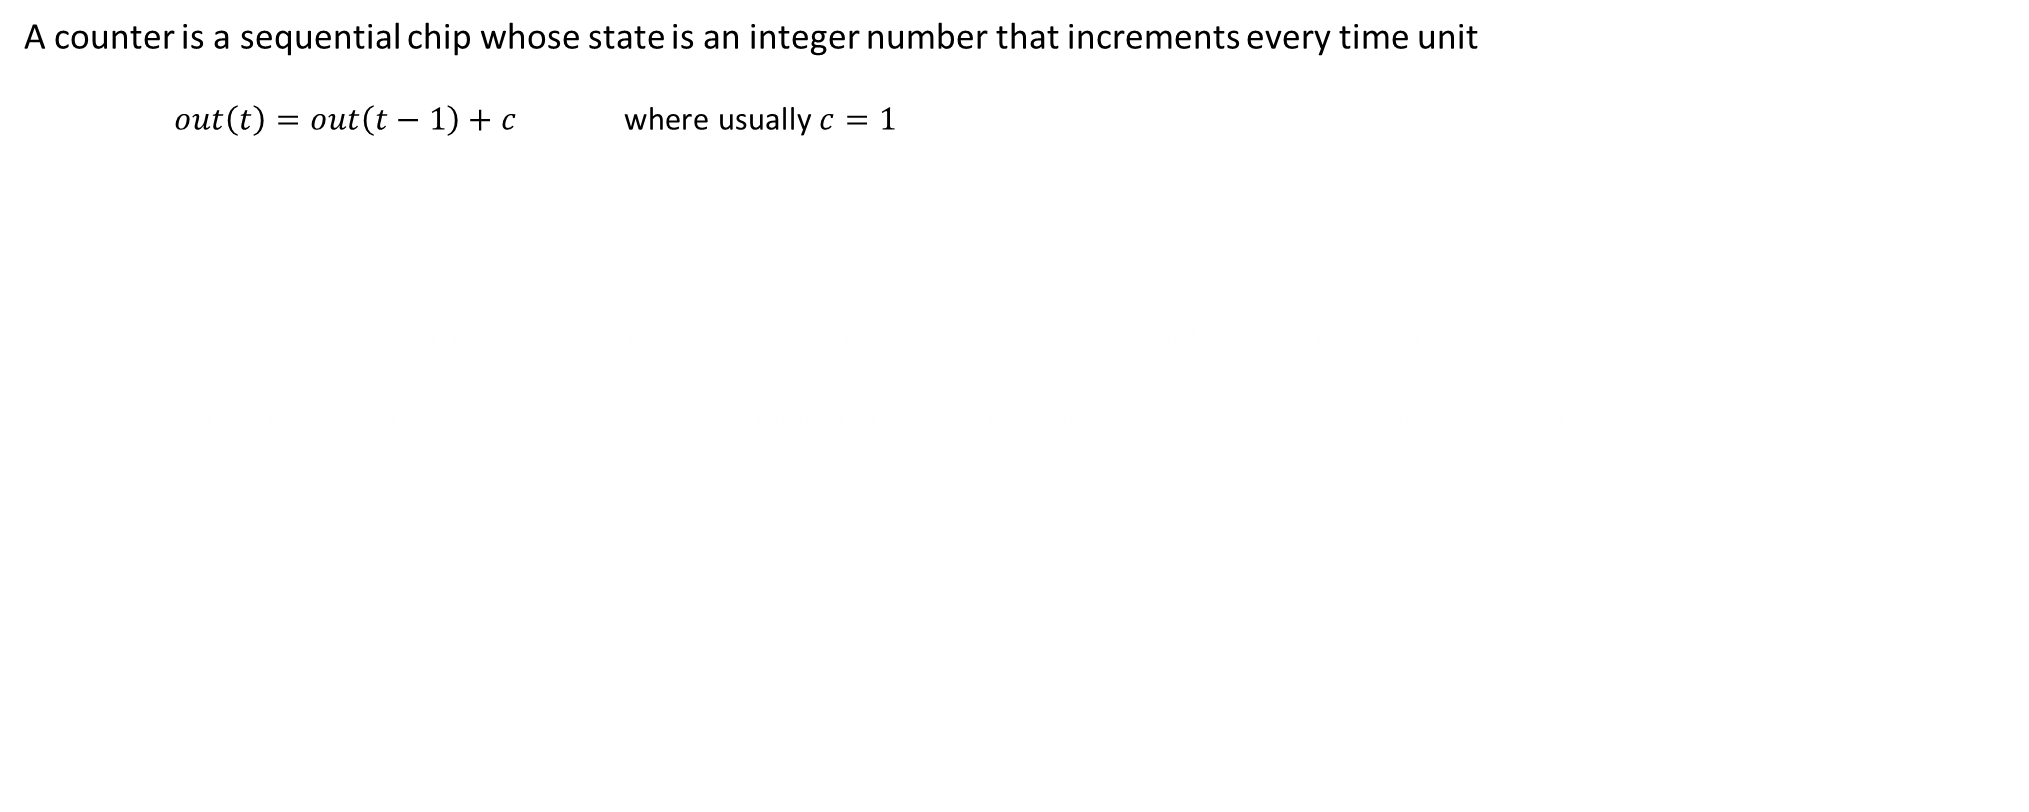 A counter is a sequential chip whose state is an integer number that increments every time unit
out(t) = out(t − 1) + c where usually c = 1